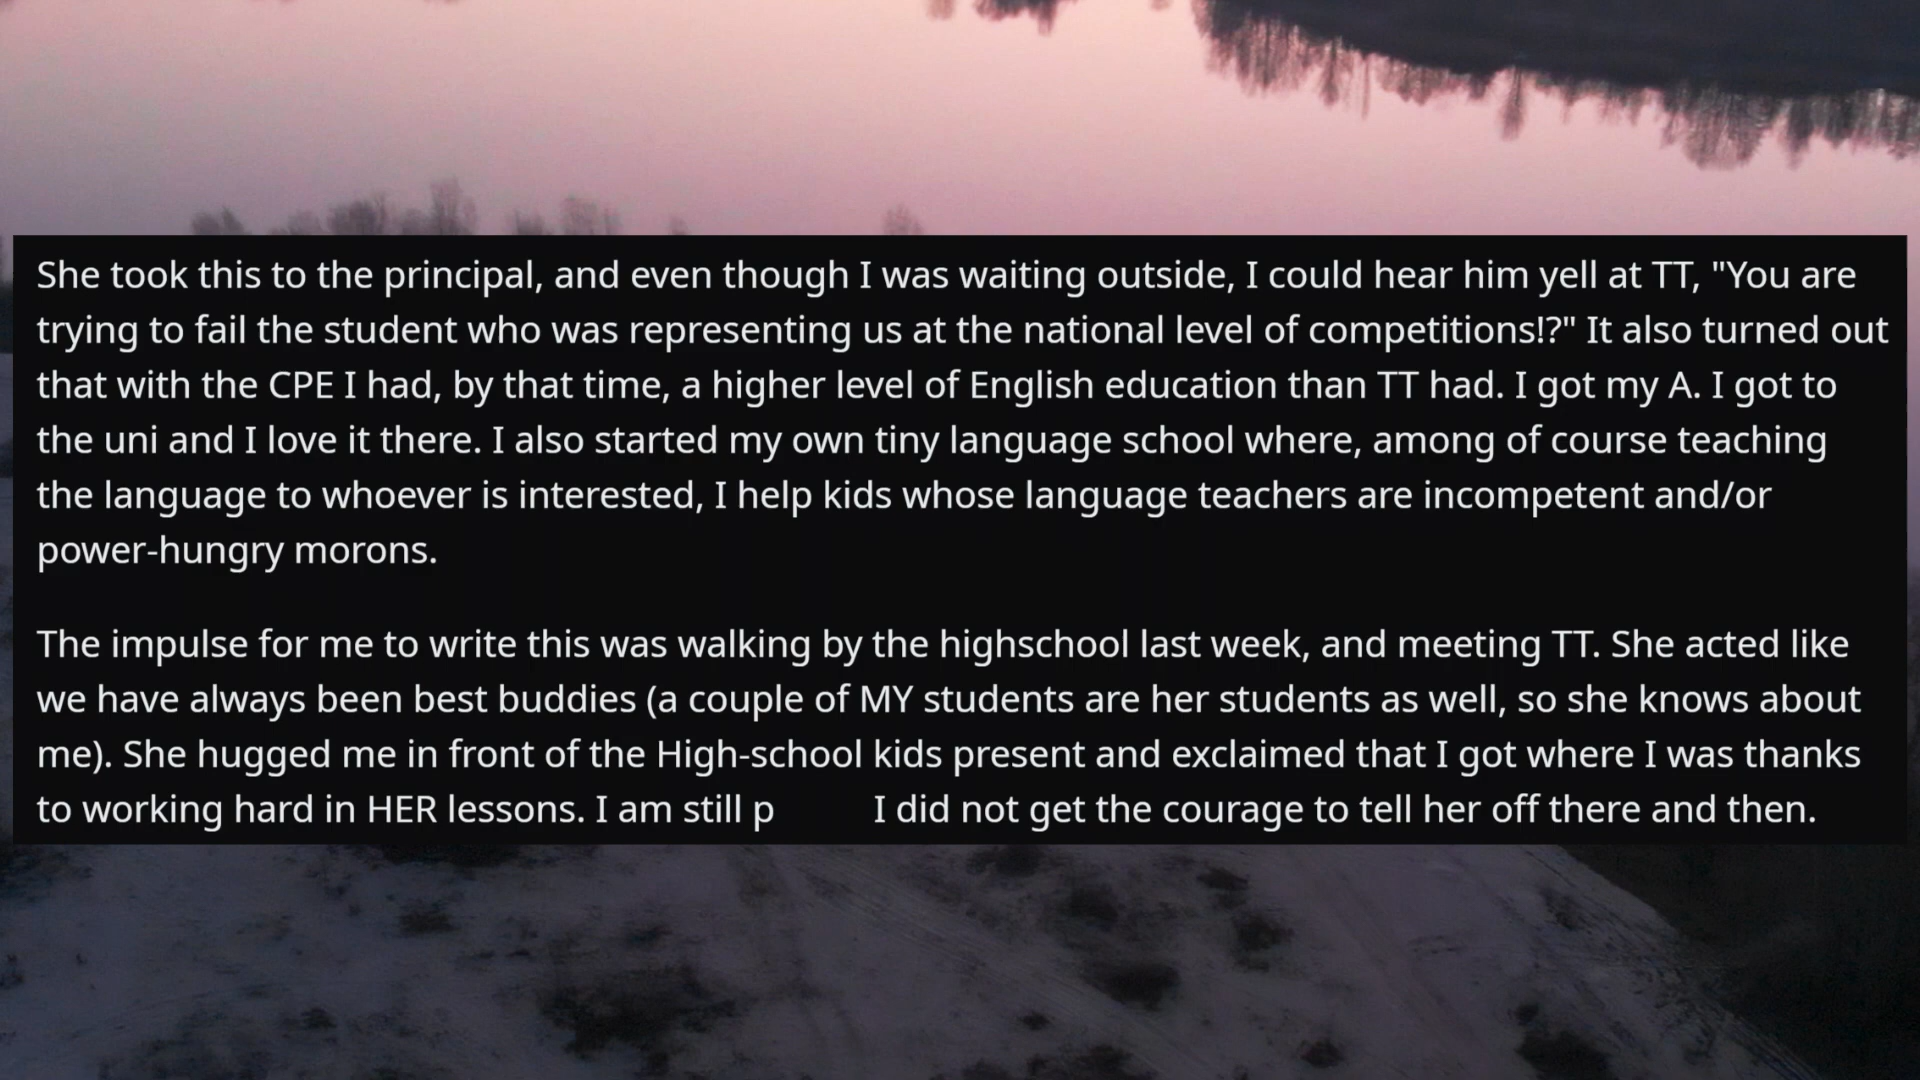 She took this to the principal, and even though I was waiting outside, I could hear him yell at TT, "You are
trying to fail the student who was representing us at the national level of competitions!?" It also turned out
that with the CPE I had, by that time, a higher level of English education than TT had. I got my A. I got to
the uni and I love it there. I also started my own tiny language school where, among of course teaching
the language to whoever is interested, I help kids whose language teachers are incompetent and/or
power-hungry morons.
The impulse for me to write this was walking by the highschool last week, and meeting TT. She acted like
we have always been best buddies (a couple of MY students are her students as well, so she knows about
me). She hugged me in front of the High-school kids present and exclaimed that I got where I was thanks
to working hard in HER lessons. I am still p I did not get the courage to tell her off there and then.